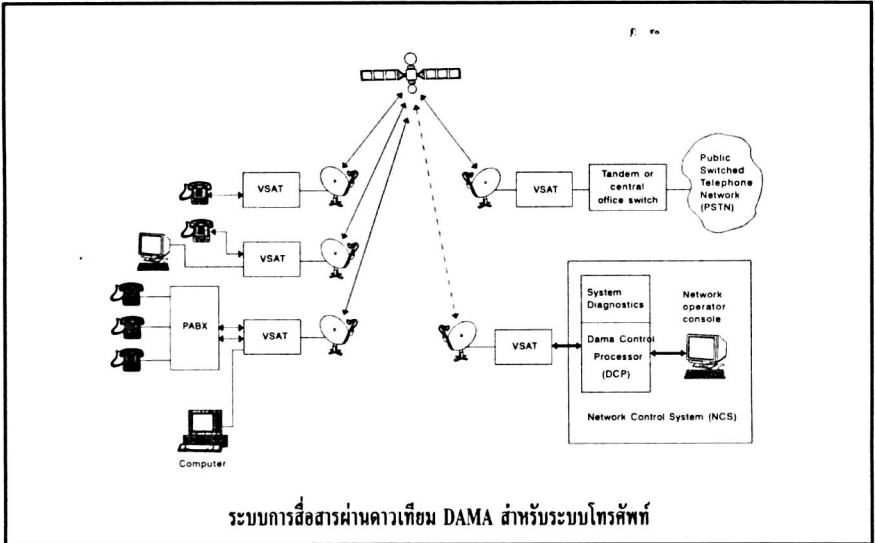 VSAT
Tandem or
central
office switch
Public
Switched
Telephone
Network
(PSTN)
VSAT
VSAT
PABX
VSAT
Computer
VSAT
System
Diagnostics
Dama Control
Processor
(DCP)
Network
operator
console
Network Control System (NCS)
ระบบการสื่อสารผ่านดาวเทียม DAMA สำหรับระบบโทรศัพท์